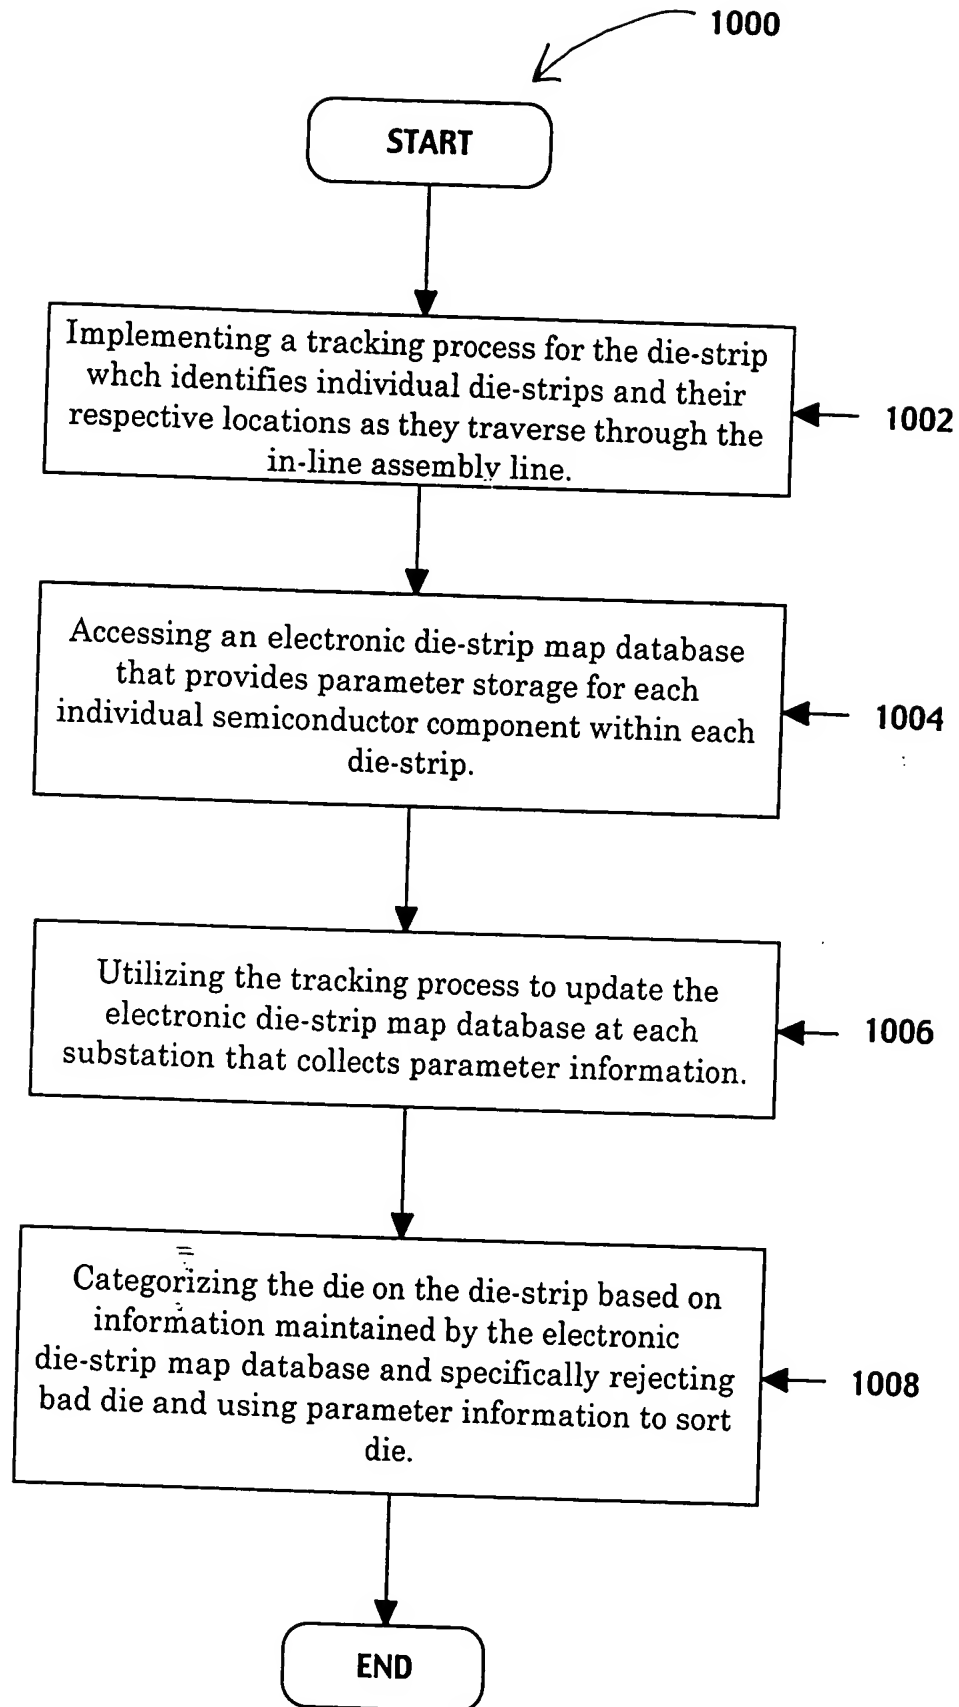 1000
START
Implementing a tracking process for the die-strip
whch identifies individual die-strips and their
respective locations as they traverse through the
in-line assembly line.
1002
Accessing an electronic die-strip map database
that provides parameter storage for each
individual semiconductor component within each
die-strip.
1004
Utilizing the tracking process to update the
electronic die-strip map database at each
substation that collects parameter information.
1006
Categorizing the die on the die-strip based on
information maintained by the electronic
die-strip map database and specifically rejecting
bad die and using parameter information to sort
die.
1008
END